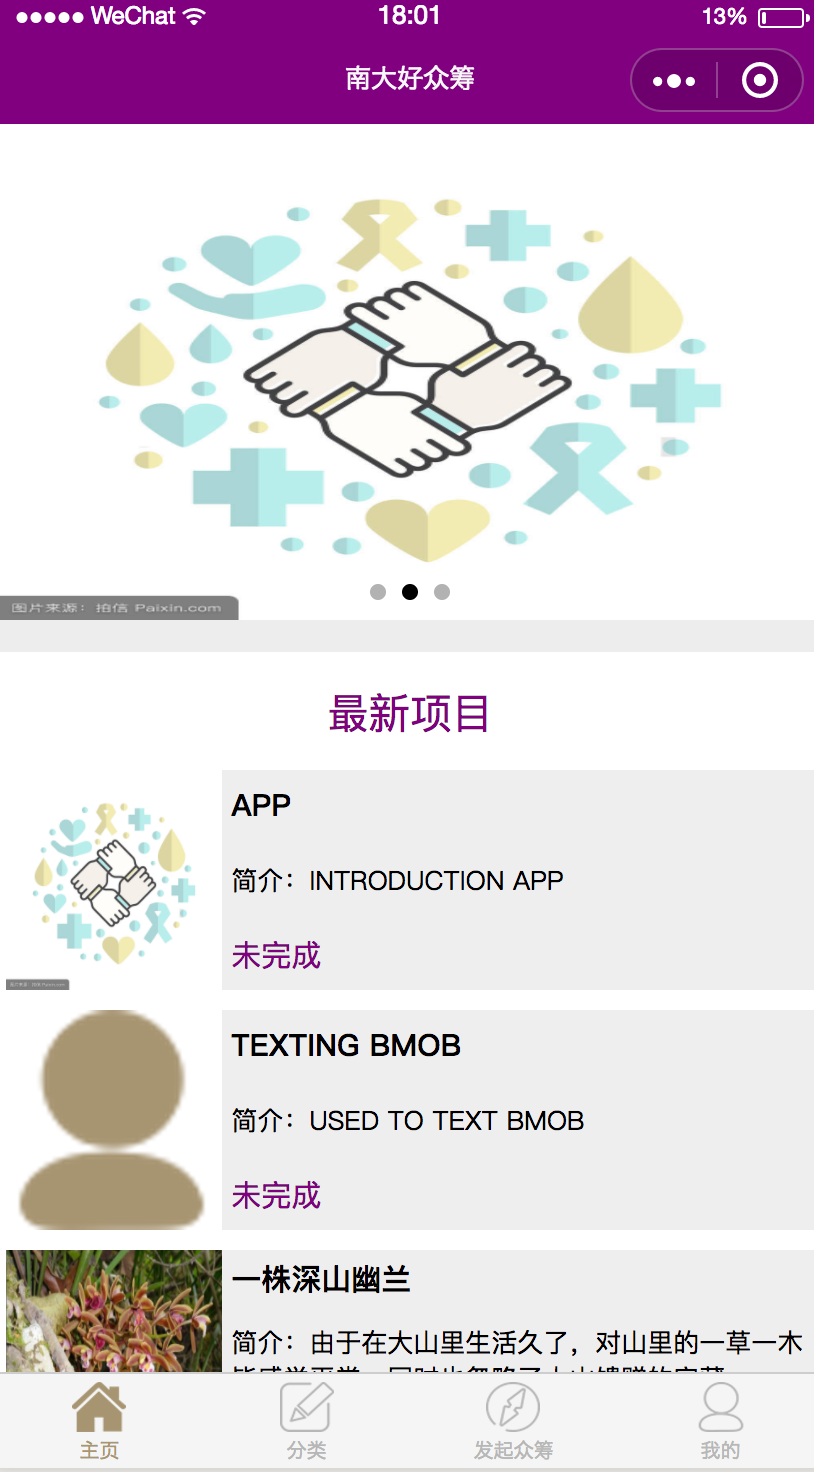 WeChat 18:01 13%
南大好众筹
图片来源：拍信 Paixin.com
最新项目
APP
简介：INTRODUCTION APP
未完成
TEXTING BMOB
简介：USED TO TEXT BMOB
未完成
一株深山幽兰
简介：由于在大山里生活久了，对山里的一草一木
主页 分类 发起众筹 我的